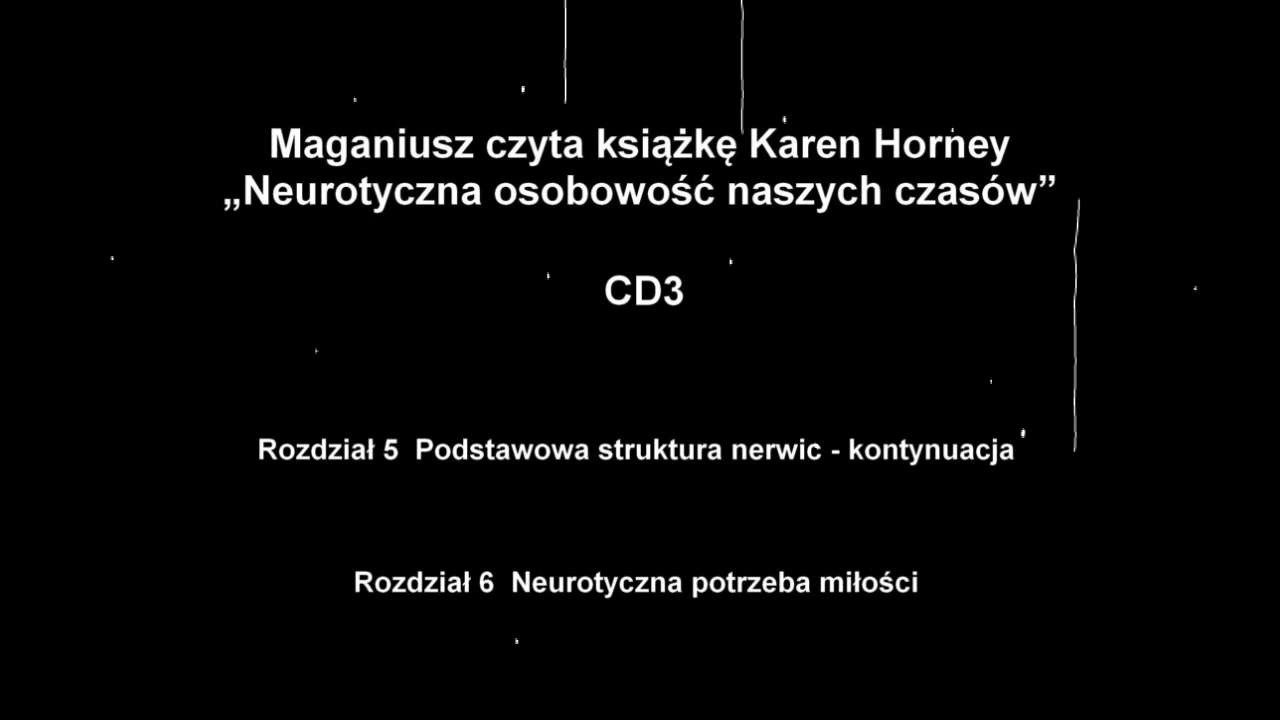 Maganiusz czyta książkę Karen Horney
„Neurotyczna osobowość naszych czasów”
CD3
Rozdział 5 Podstawowa struktura nerwic - kontynuacja
Rozdział 6 Neurotyczna potrzeba miłości